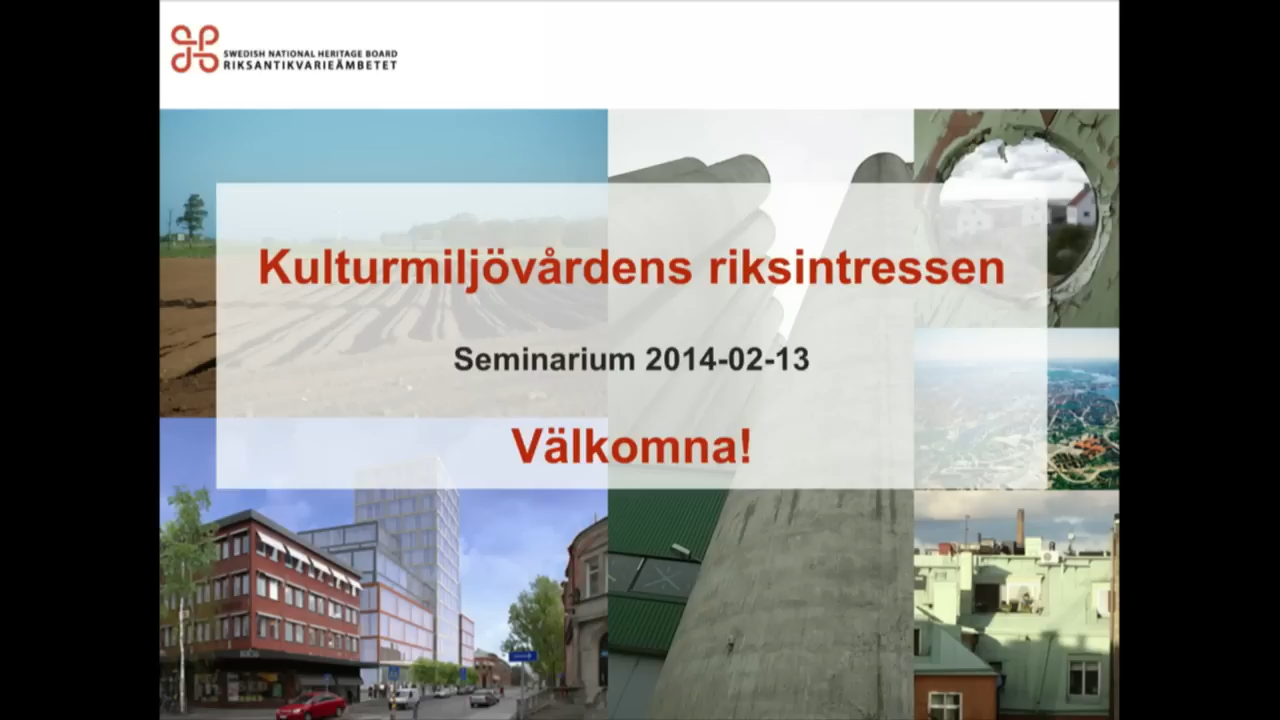 SWEDISH NATIONAL HERITAGE BOARD
RIKSANTIKVARIEÄMBETET
Kulturmiljövårdens riksintressen
Seminarium 2014-02-13
Välkomna!